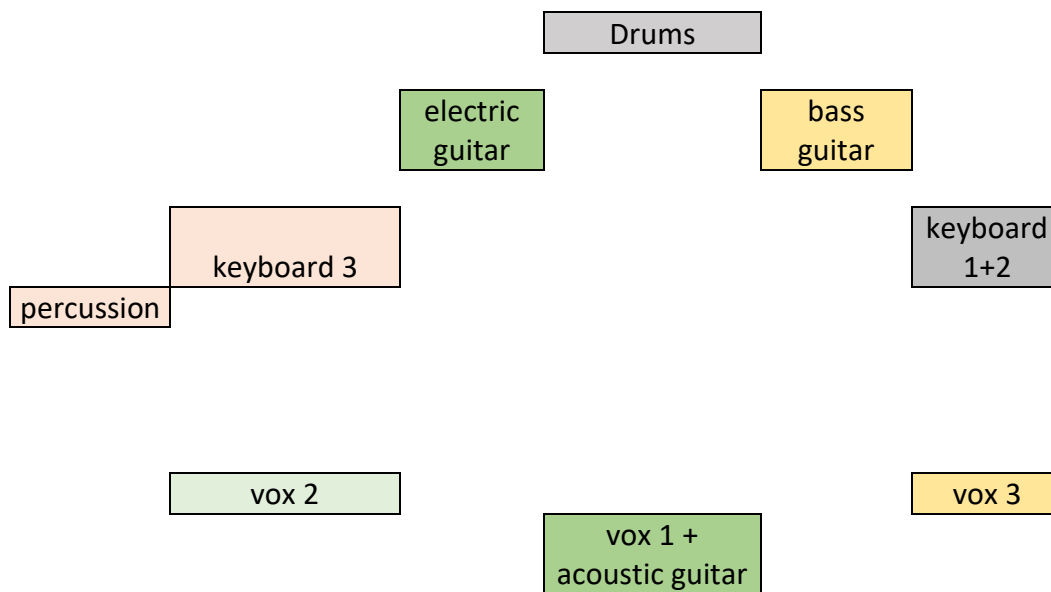 Drums
electric
guitar
bass
guitar
keyboard 3
keyboard
1+2
percussion
vox 2
vox 3
vox 1 +
acoustic guitar